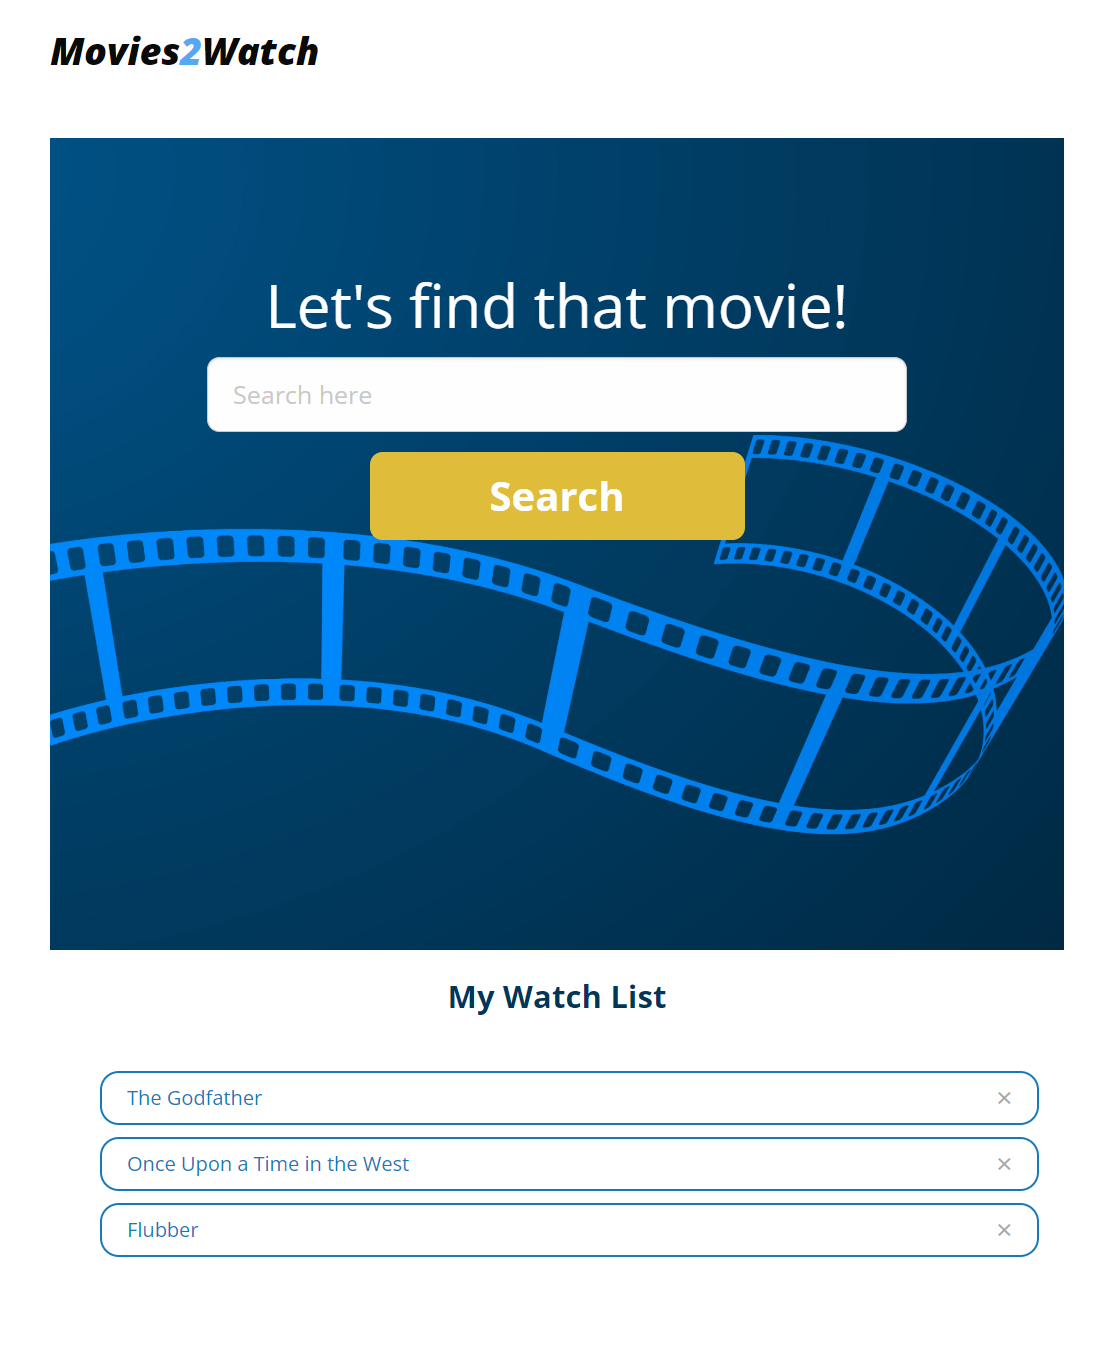 Movies2Watch
Let's find that movie!
Search here
Search
My Watch List
The Godfather ×
Once Upon a Time in the West ×
Flubber ×